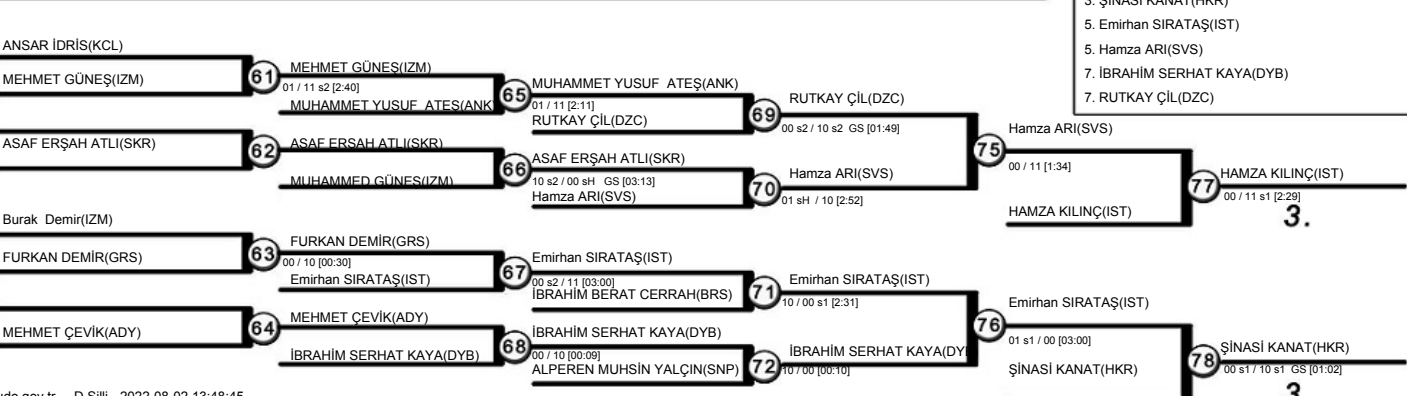 3. ŞİNASİ KANAT(HKR)
5. Emirhan SIRATAŞ(IST)
5. Hamza ARI(SVS)
7. İBRAHİM SERHAT KAYA(DYB)
7. RUTKAY ÇİL(DZC)
ANSAR İDRİS(KCL)
MEHMET GÜNEŞ(IZM)
61
MEHMET GÜNEŞ(IZM)
01 / 11 s2 [2:40]
MUHAMMET YUSUF ATEŞ(ANK
65
MUHAMMET YUSUF ATEŞ(ANK)
01 / 11 [2:11]
RUTKAY ÇİL(DZC)
69
RUTKAY ÇİL(DZC)
00 s2 / 10 s2 GS [01:49]
ASAF ERŞAH ATLI(SKR)
62
ASAF ERŞAH ATLI(SKR)
MUHAMMED GÜNEŞ(IZM)
66
ASAF ERŞAH ATLI(SKR)
10 s2 / 00 sH GS [03:13]
Hamza ARI(SVS)
70
Hamza ARI(SVS)
01 sH / 10 [2:52]
75
Hamza ARI(SVS)
00 / 11 [1:34]
HAMZA KILINÇ(IST)
77
HAMZA KILINÇ(IST)
00 / 11 s1 [2:29]
3.
Burak Demir(IZM)
FURKAN DEMİR(GRS)
63
FURKAN DEMİR(GRS)
00 / 10 [00:30]
Emirhan SIRATAŞ(IST)
67
Emirhan SIRATAŞ(IST)
00 s2 / 11 [03:00]
İBRAHİM BERAT CERRAH(BRS)
71
Emirhan SIRATAŞ(IST)
10 / 00 s1 [2:31]
MEHMET ÇEVİK(ADY)
64
MEHMET ÇEVİK(ADY)
İBRAHİM SERHAT KAYA(DYB)
68
İBRAHİM SERHAT KAYA(DYB)
00 / 10 [00:09]
ALPEREN MUHSİN YALÇIN(SNP)
72
İBRAHİM SERHAT KAYA(DY
10 / 00 [00:10]
76
Emirhan SIRATAŞ(IST)
01 s1 / 00 [03:00]
ŞİNASİ KANAT(HKR)
78
ŞİNASİ KANAT(HKR)
00 s1 / 10 s1 GS [01:02]
3
gov.tr D.Silli 2022-08-02 13:48:45